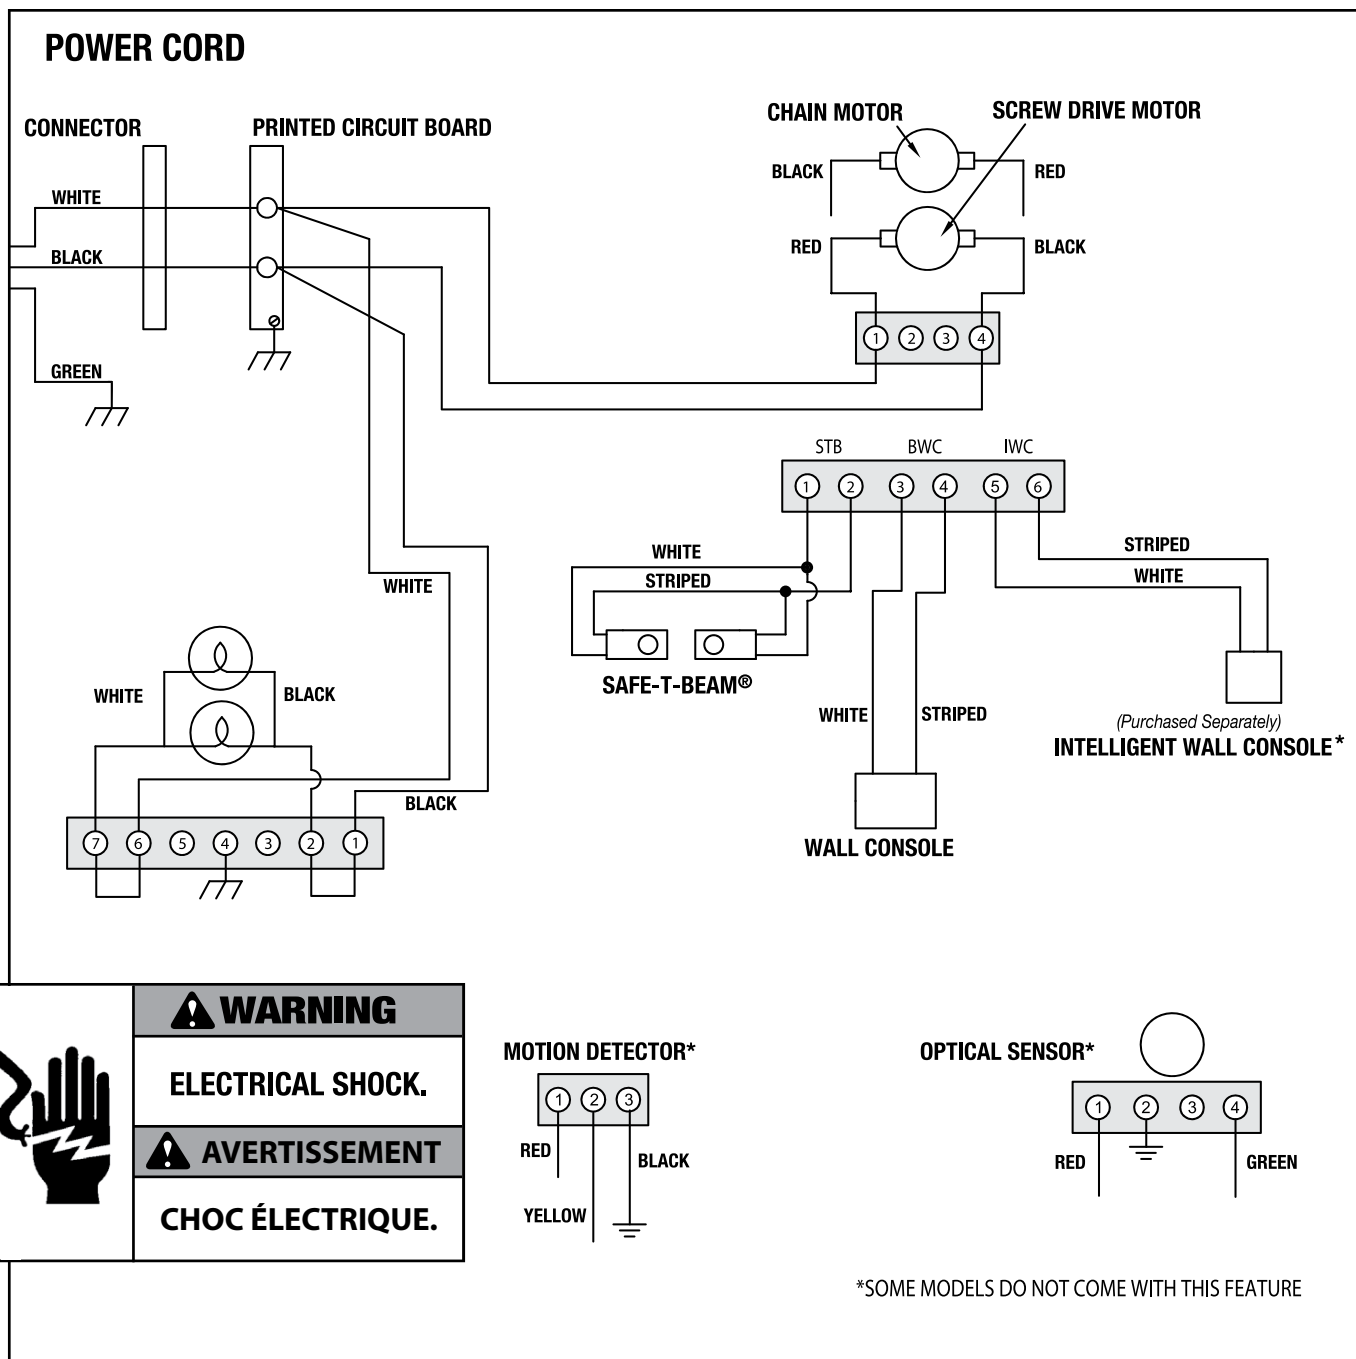 POWER CORD
CONNECTOR
PRINTED CIRCUIT BOARD
CHAIN MOTOR
SCREW DRIVE MOTOR
WHITE
BLACK
GREEN
BLACK
RED
RED
BLACK
1 2 3 4
STB BWC IWC
1 2 3 4 5 6
WHITE
STRIPED
SAFE-T-BEAM®
STRIPED
WHITE
WHITE
STRIPED
(Purchased Separately)
INTELLIGENT WALL CONSOLE*
WALL CONSOLE
WHITE
WHITE
BLACK
BLACK
7 6 5 4 3 2 1
WARNING
ELECTRICAL SHOCK.
AVERTISSEMENT
CHOC ÉLECTRIQUE.
MOTION DETECTOR*
1 2 3
RED
BLACK
YELLOW
OPTICAL SENSOR*
1 2 3 4
RED
GREEN
*SOME MODELS DO NOT COME WITH THIS FEATURE